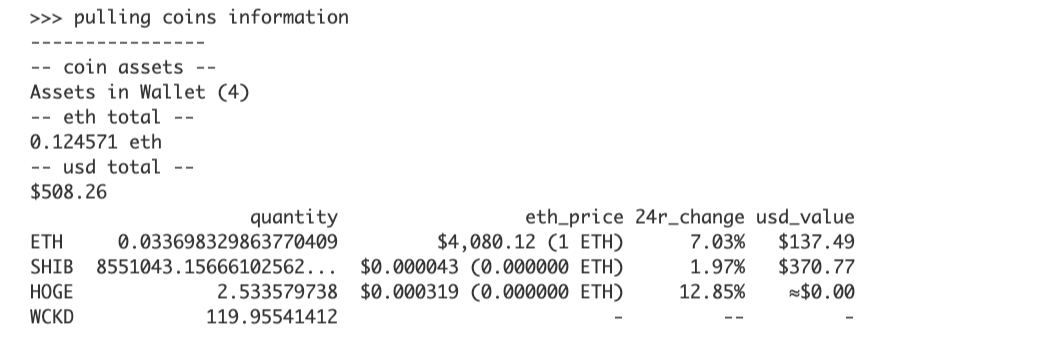 >>> pulling coins information
----------------
-- coin assets --
Assets in Wallet (4)
-- eth total --
0.124571 eth
-- usd total --
$508.26
quantity eth_price 24r_change usd_value
ETH 0.033698329863770409 $4,080.12 (1 ETH) 7.03% $137.49
SHIB 8551043.15666102562... $0.000043 (0.000000 ETH) 1.97% $370.77
HOGE 2.533579738 $0.000319 (0.000000 ETH) 12.85% ≈$0.00
WCKD 119.95541412 - -- -